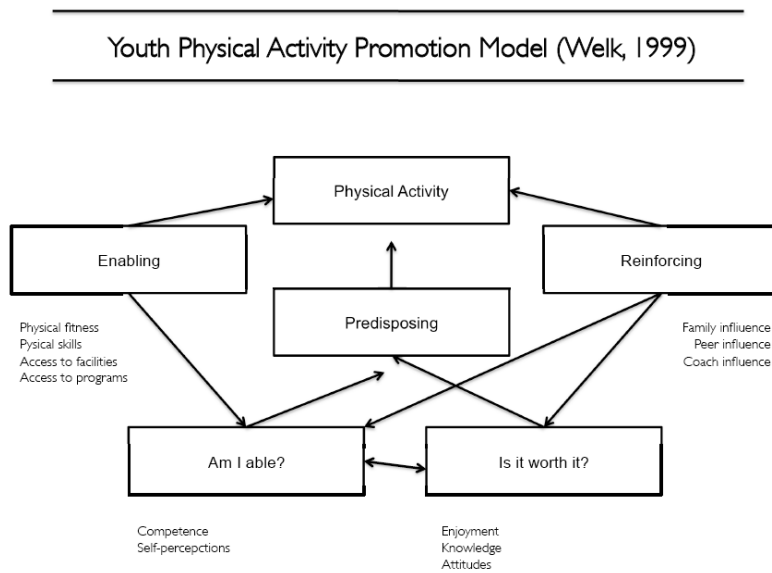 Youth Physical Activity Promotion Model (Welk, 1999)
Physical Activity
Enabling
Reinforcing
Predisposing
Physical fitness
Pysical skills
Access to facilities
Access to programs
Family infliuence
Peer influence
Coach influence
Am I able?
Is it worth it?
Competence
Self-percepctions
Enjoyment
Knowledge
Attitudes